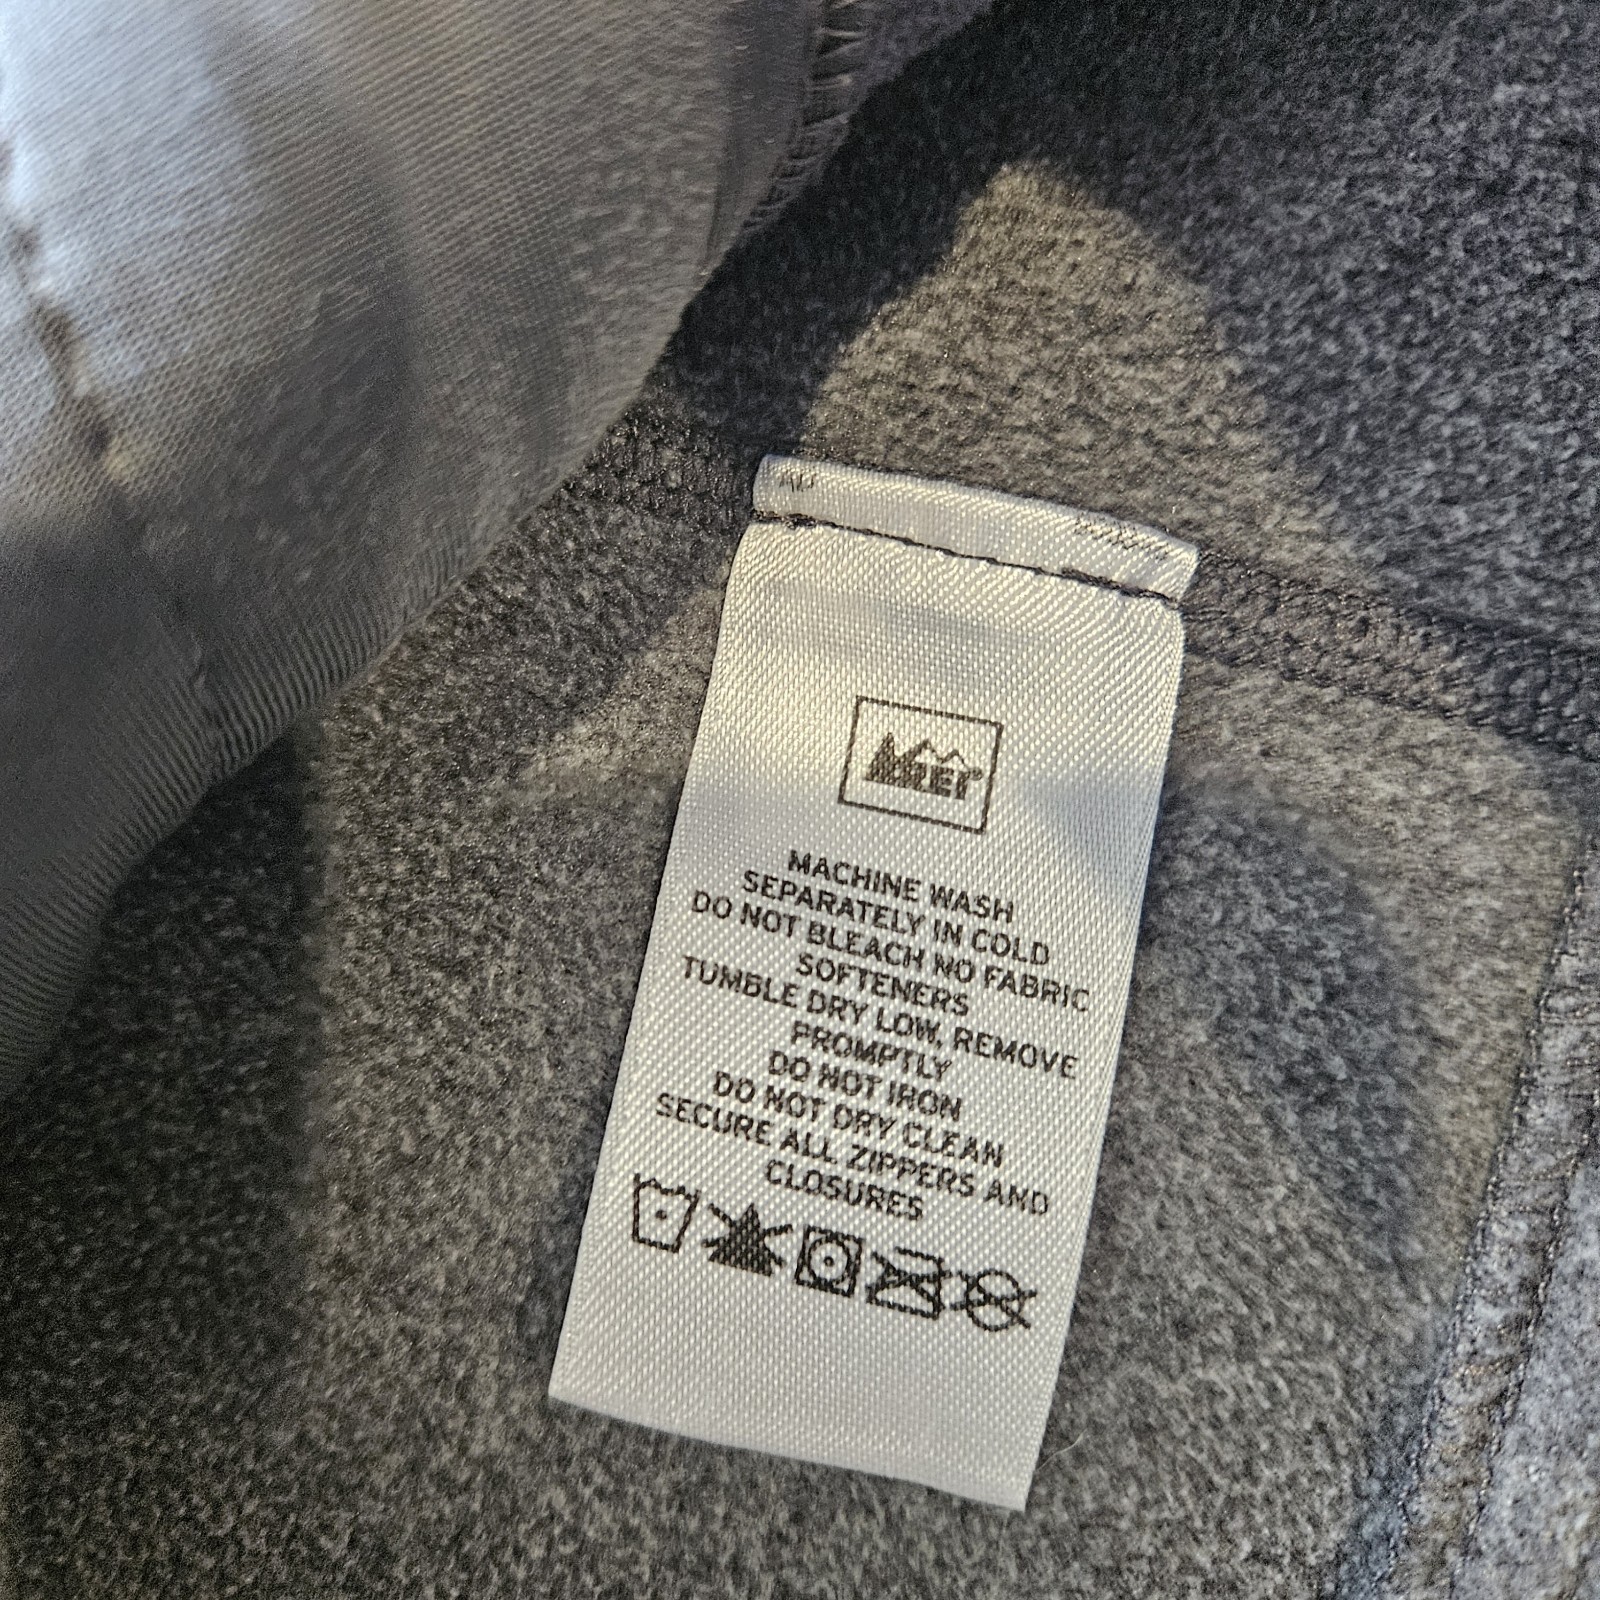 REI
MACHINE WASH
SEPARATELY IN COLD
DO NOT BLEACH NO FABRIC
SOFTENERS
TUMBLE DRY LOW, REMOVE
PROMPTLY
DO NOT IRON
DO NOT DRY CLEAN
SECURE ALL ZIPPERS AND
CLOSURES